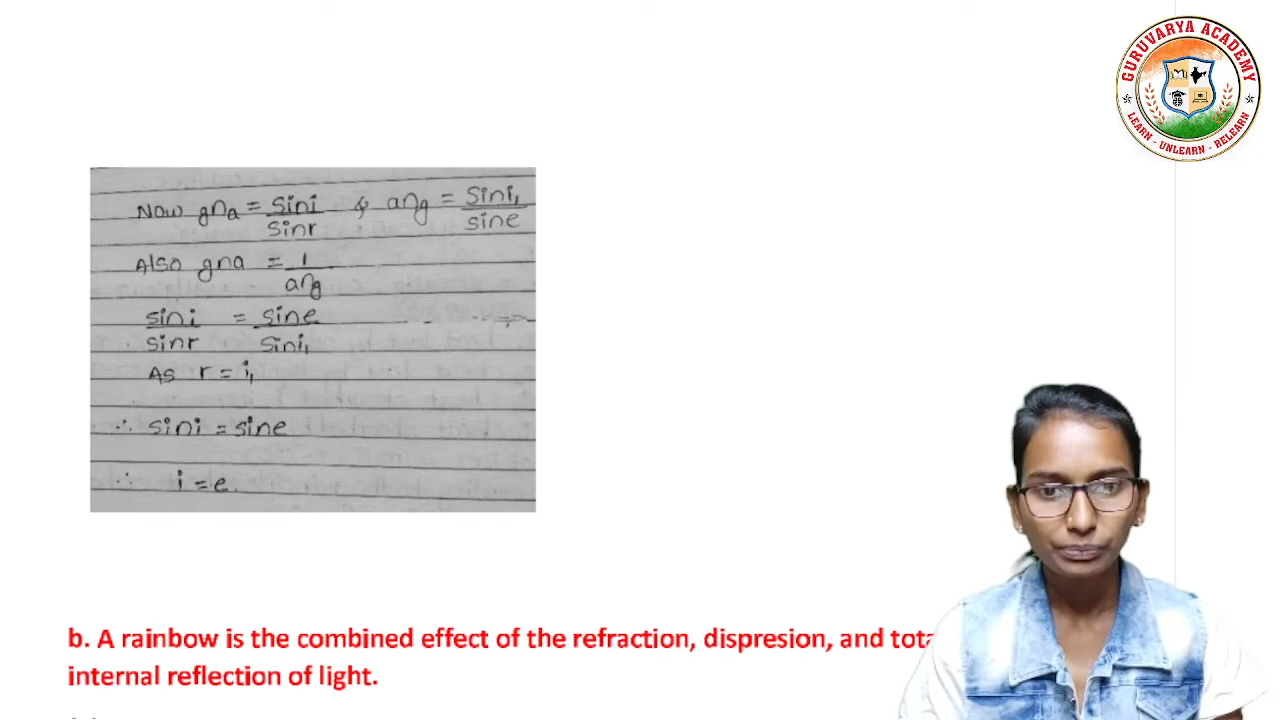 GURUVARYA ACADEMY
LEARN - UNLEARN - RELEARN
Now gna = sini / sinr & ang = Sini1 / sine
Also gna = 1 / ang
sini / sinr = sine / sini1
As r = i1
∴ sini = sine
∴ i = e.
b. A rainbow is the combined effect of the refraction, dispresion, and
internal reflection of light.